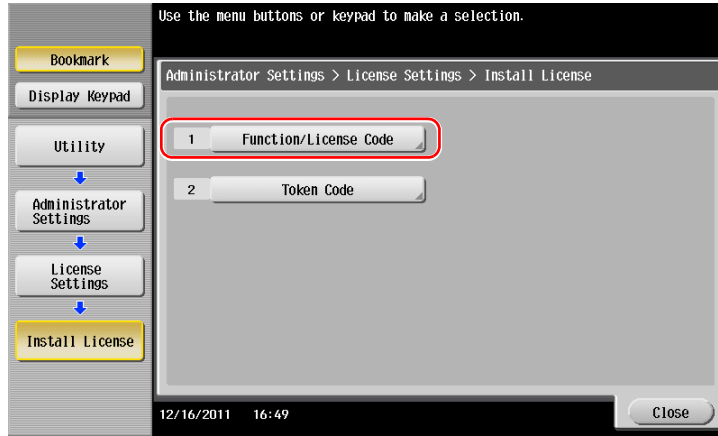 Use the menu buttons or keypad to make a selection.
Bookmark
Display Keypad
Utility
Administrator
Settings
License
Settings
Install License
Administrator Settings > License Settings > Install License
1 Function/License Code
2 Token Code
12/16/2011 16:49
Close